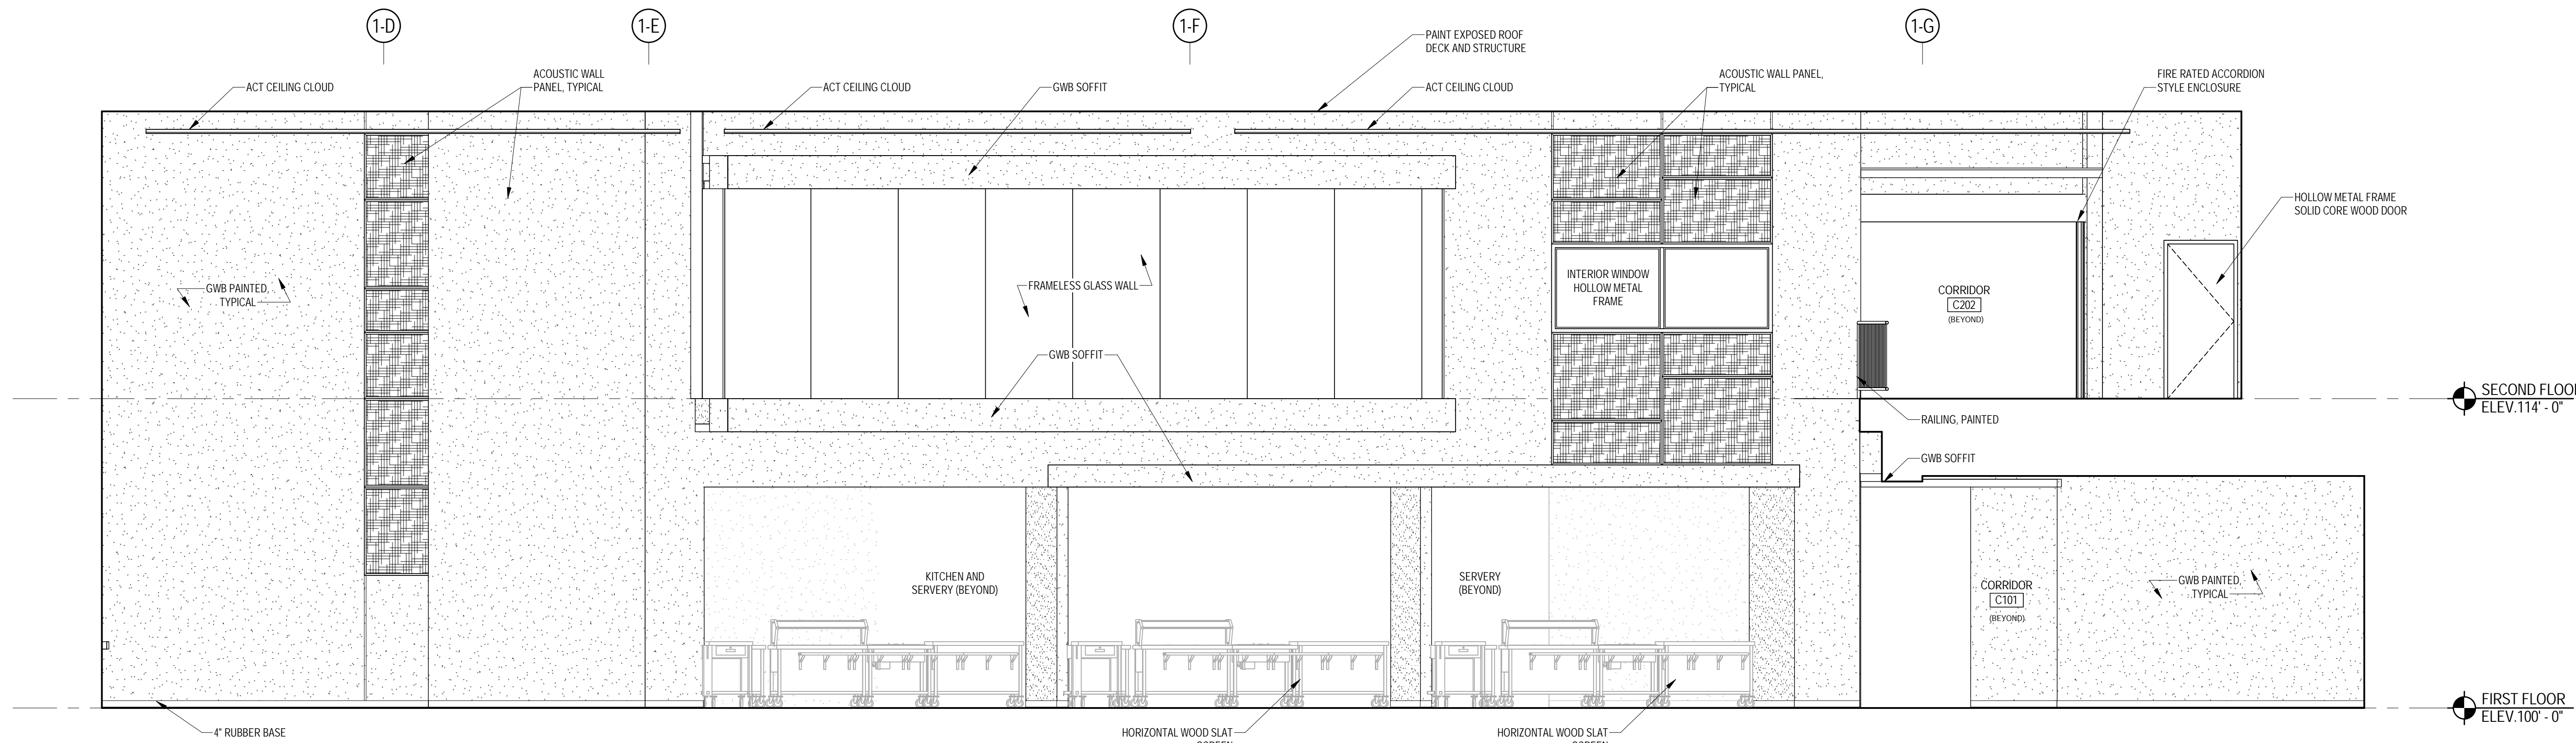 1-D
1-E
1-F
1-G
PAINT EXPOSED ROOF
DECK AND STRUCTURE
ACT CEILING CLOUD
ACOUSTIC WALL
PANEL, TYPICAL
ACT CEILING CLOUD
GWB SOFFIT
ACT CEILING CLOUD
ACOUSTIC WALL PANEL,
TYPICAL
FIRE RATED ACCORDION
STYLE ENCLOSURE
HOLLOW METAL FRAME
SOLID CORE WOOD DOOR
GWB PAINTED,
TYPICAL
FRAMELESS GLASS WALL
INTERIOR WINDOW
HOLLOW METAL
FRAME
CORRIDOR
C202
(BEYOND)
GWB SOFFIT
SECOND FLOO
ELEV.114' - 0"
RAILING, PAINTED
GWB SOFFIT
KITCHEN AND
SERVERY (BEYOND)
SERVERY
(BEYOND)
CORRIDOR
C101
(BEYOND)
GWB PAINTED,
TYPICAL
FIRST FLOOR
ELEV.100' - 0"
4" RUBBER BASE
HORIZONTAL WOOD SLAT
SCREEN
HORIZONTAL WOOD SLAT
SCREEN